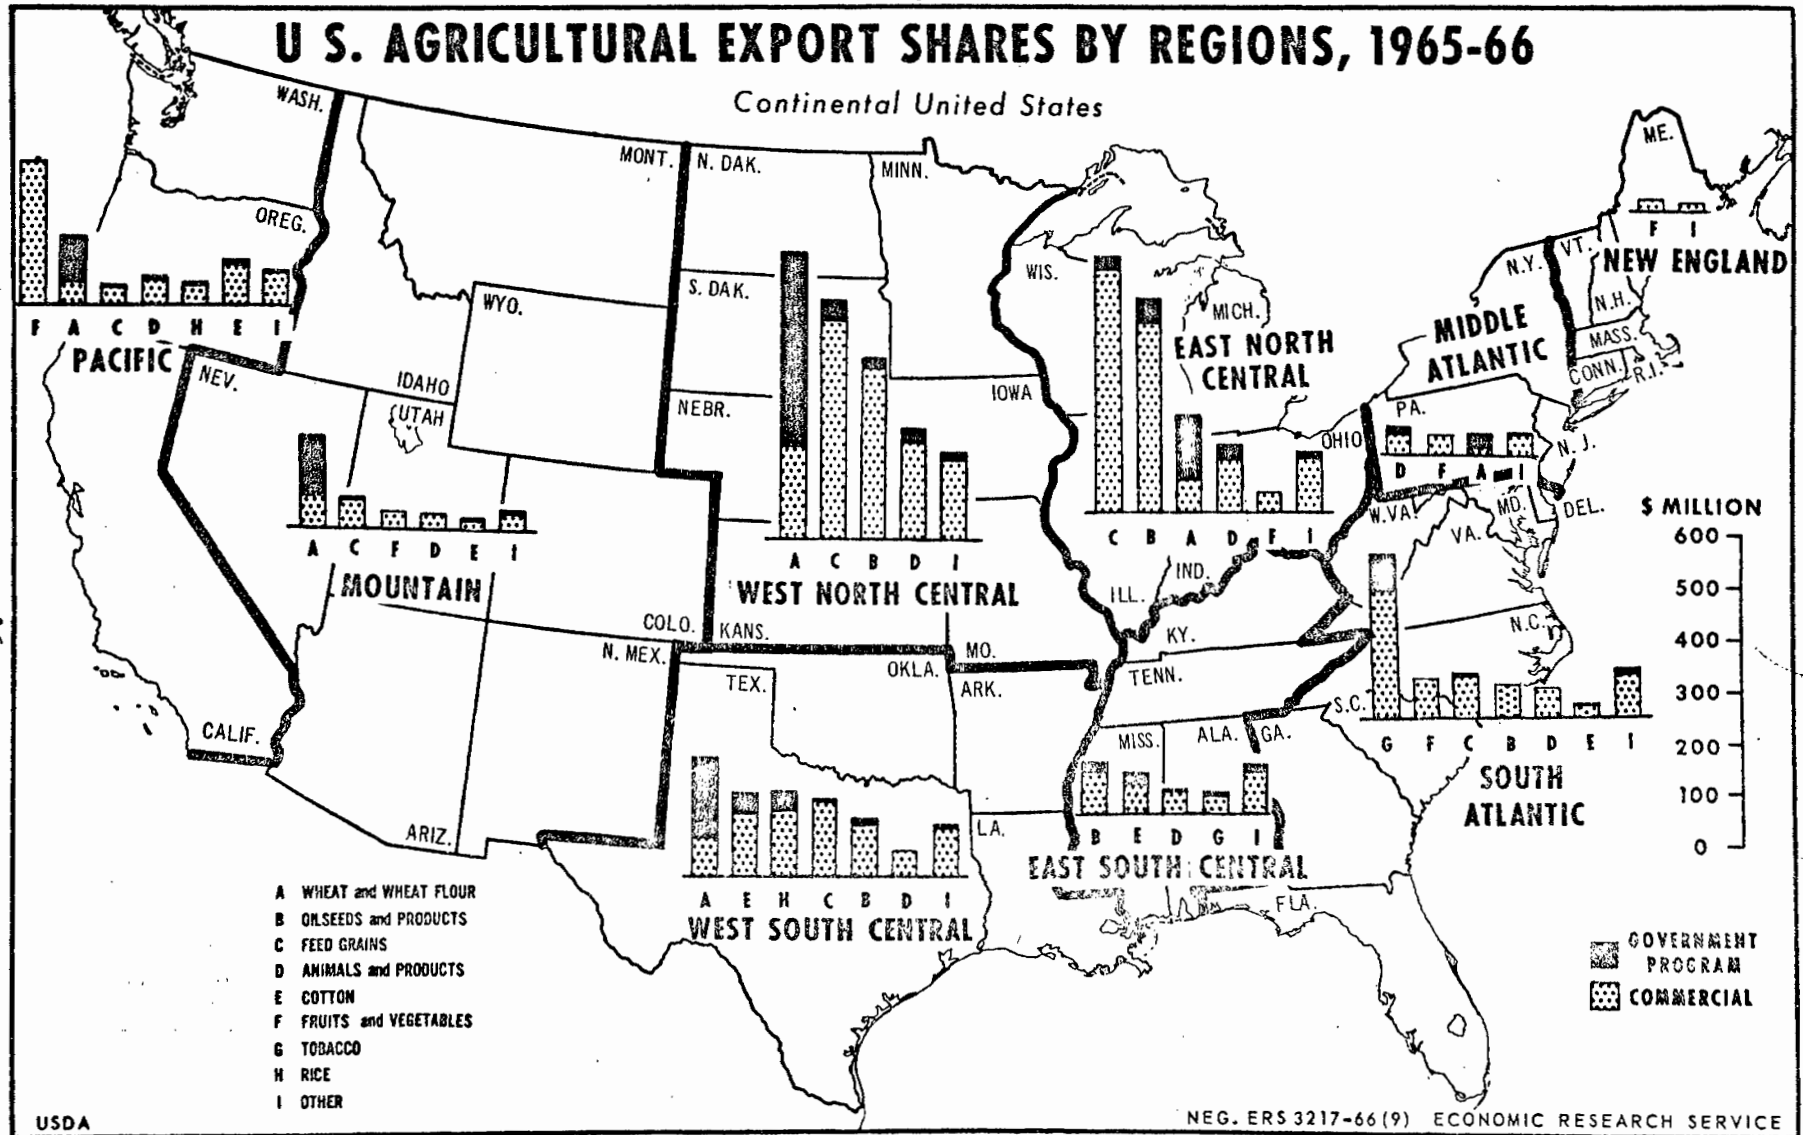 U S. AGRICULTURAL EXPORT SHARES BY REGIONS, 1965-66
Continental United States
WASH.
OREG.
F A C D H E I
PACIFIC
NEV.
CALIF.
MONT.
IDAHO
WYO.
UTAH
A C F D E I
MOUNTAIN
COLO.
N. MEX.
ARIZ.
N. DAK.
MINN.
S. DAK.
NEBR.
IOWA
A C B D I
WEST NORTH CENTRAL
KANS.
MO.
WIS.
MICH.
EAST NORTH
CENTRAL
OHIO
C B A D F I
ILL.
IND.
ME.
F I
NEW ENGLAND
VT.
N.H.
MASS.
CONN.
R.I.
N.Y.
MIDDLE
ATLANTIC
PA.
N. J.
D F A I
MD.
DEL.
W.VA.
VA.
N.C.
S.C.
GA.
FLA.
G F C B D E I
SOUTH
ATLANTIC
KY.
TENN.
MISS.
ALA.
B E D G I
EAST SOUTH CENTRAL
TEX.
OKLA.
ARK.
LA.
A E H C B D I
WEST SOUTH CENTRAL
$ MILLION
600
500
400
300
200
100
0
A WHEAT and WHEAT FLOUR
B OILSEEDS and PRODUCTS
C FEED GRAINS
D ANIMALS and PRODUCTS
E COTTON
F FRUITS and VEGETABLES
G TOBACCO
H RICE
I OTHER
GOVERNMENT
PROGRAM
COMMERCIAL
USDA
NEG. ERS 3217-66(9) ECONOMIC RESEARCH SERVICE